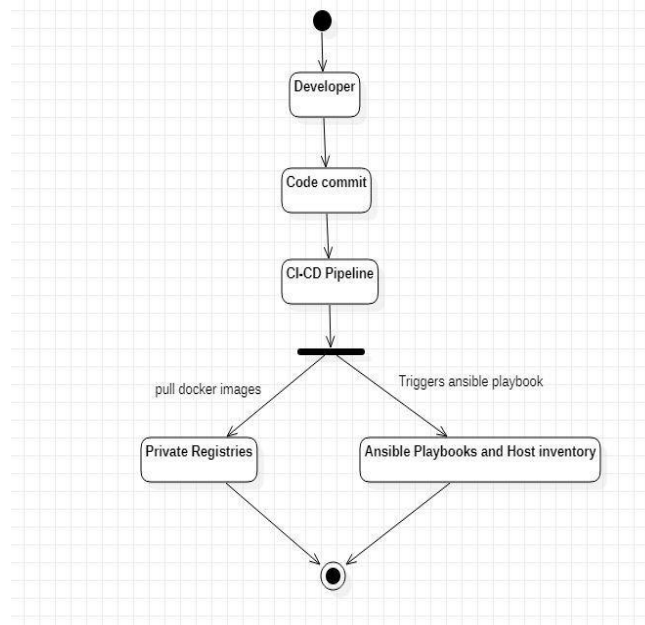 Developer
Code commit
CI-CD Pipeline
pull docker images
Triggers ansible playbook
Private Registries
Ansible Playbooks and Host inventory